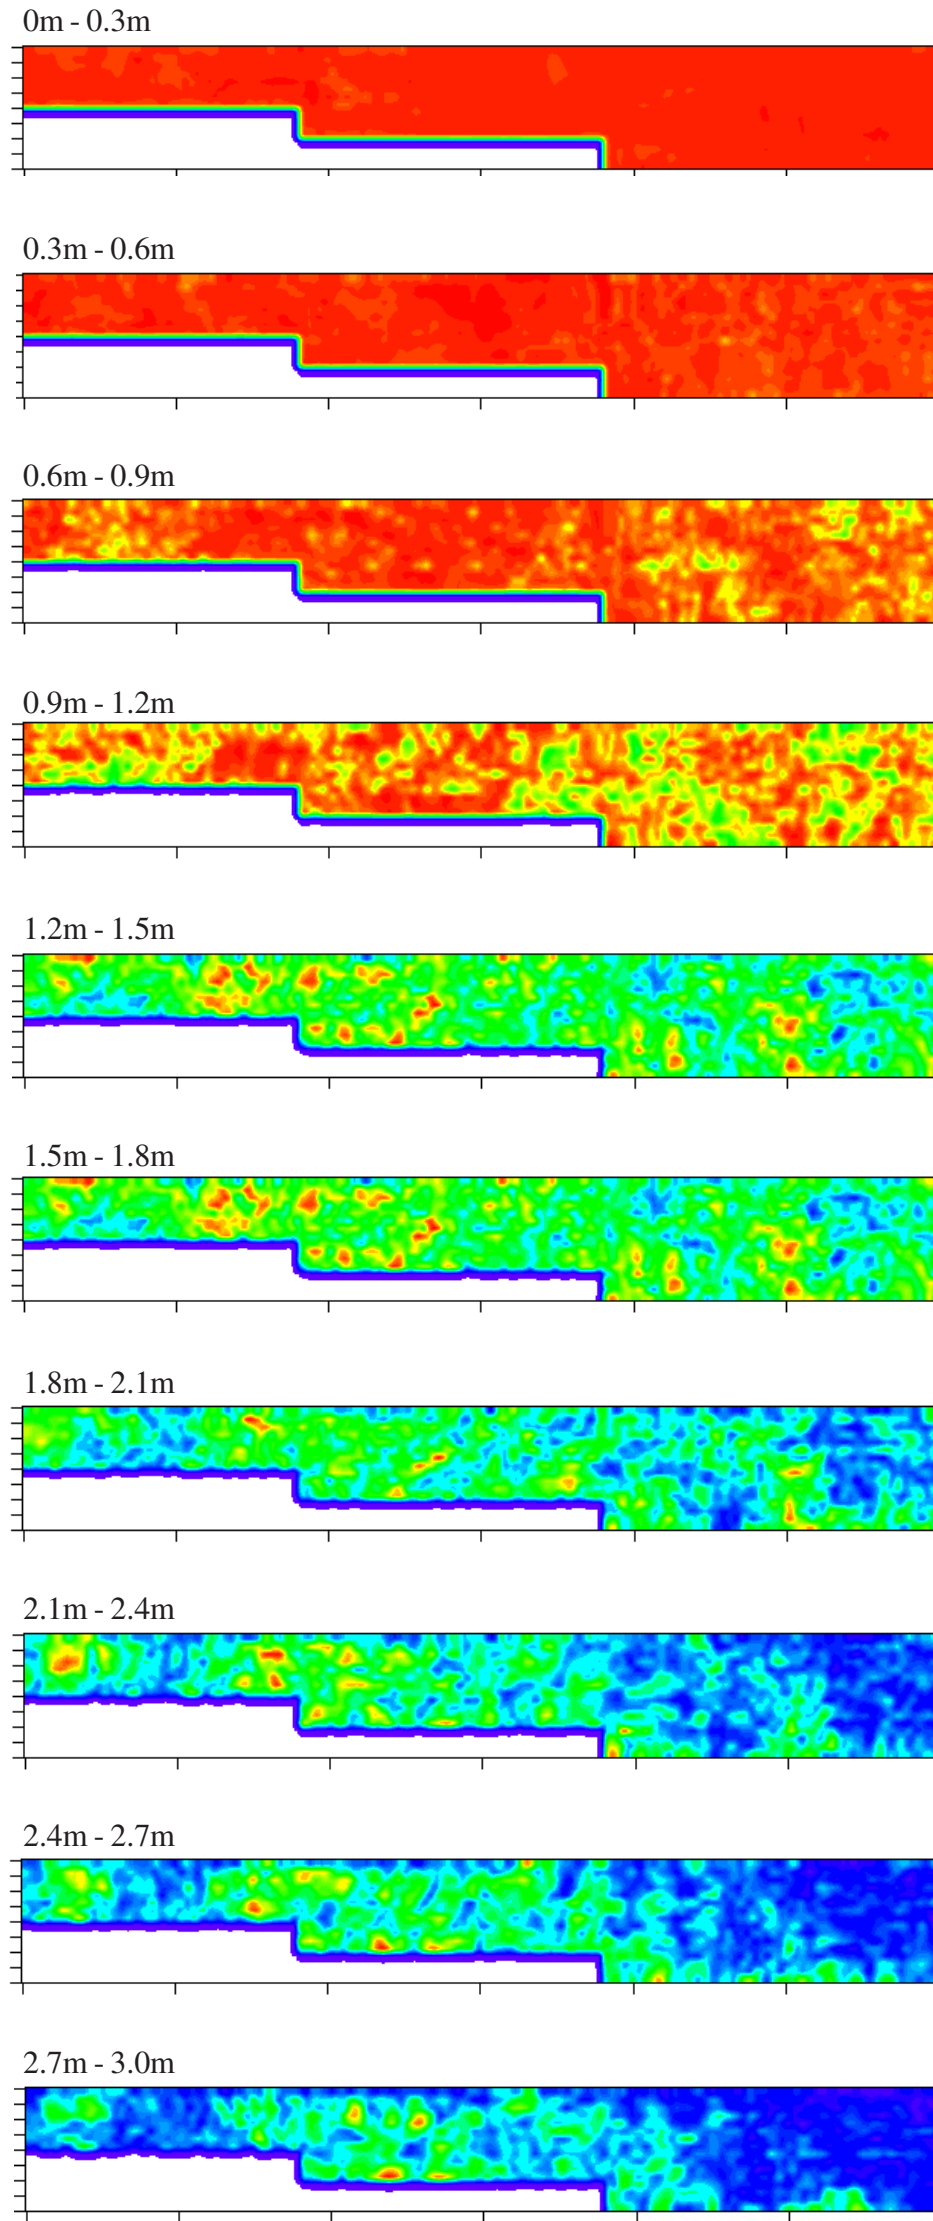 0m - 0.3m
0.3m - 0.6m
0.6m - 0.9m
0.9m - 1.2m
1.2m - 1.5m
1.5m - 1.8m
1.8m - 2.1m
2.1m - 2.4m
2.4m - 2.7m
2.7m - 3.0m